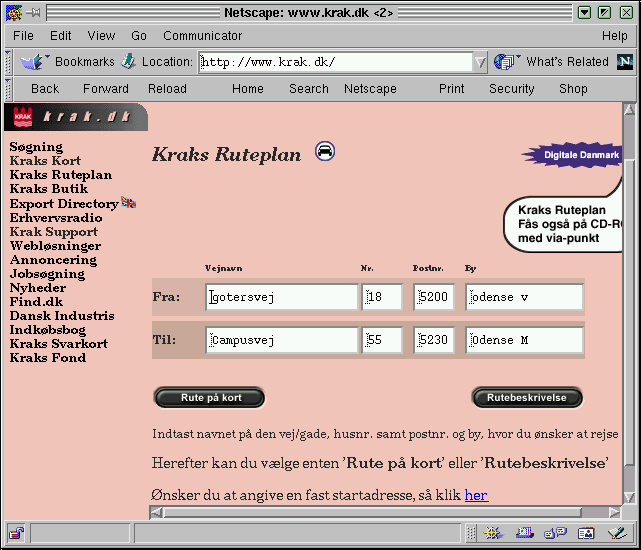 Netscape: www.krak.dk <2>
File Edit View Go Communicator Help
Bookmarks Location: http://www.krak.dk/ What's Related N
Back Forward Reload Home Search Netscape Print Security Shop
KRAK krak.dk
Søgning
Kraks Kort
Kraks Ruteplan
Kraks Butik
Export Directory
Erhvervsradio
Krak Support
Webløsninger
Annoncering
Jobsøgning
Nyheder
Find.dk
Dansk Industris
Indkøbsbog
Kraks Svarkort
Kraks Fond
Kraks Ruteplan
Digitale Danmark
Kraks Ruteplan
Fås også på CD-RO
med via-punkt
Vejnavn Nr. Postnr. By
Fra: gotersvej 18 5200 odense v
Til: Campusvej 55 5230 Odense M
Rute på kort Rutebeskrivelse
Indtast navnet på den vej/gade, husnr. samt postnr. og by, hvor du ønsker at rejse
Herefter kan du vælge enten 'Rute på kort' eller 'Rutebeskrivelse'
Ønsker du at angive en fast startadresse, så klik her